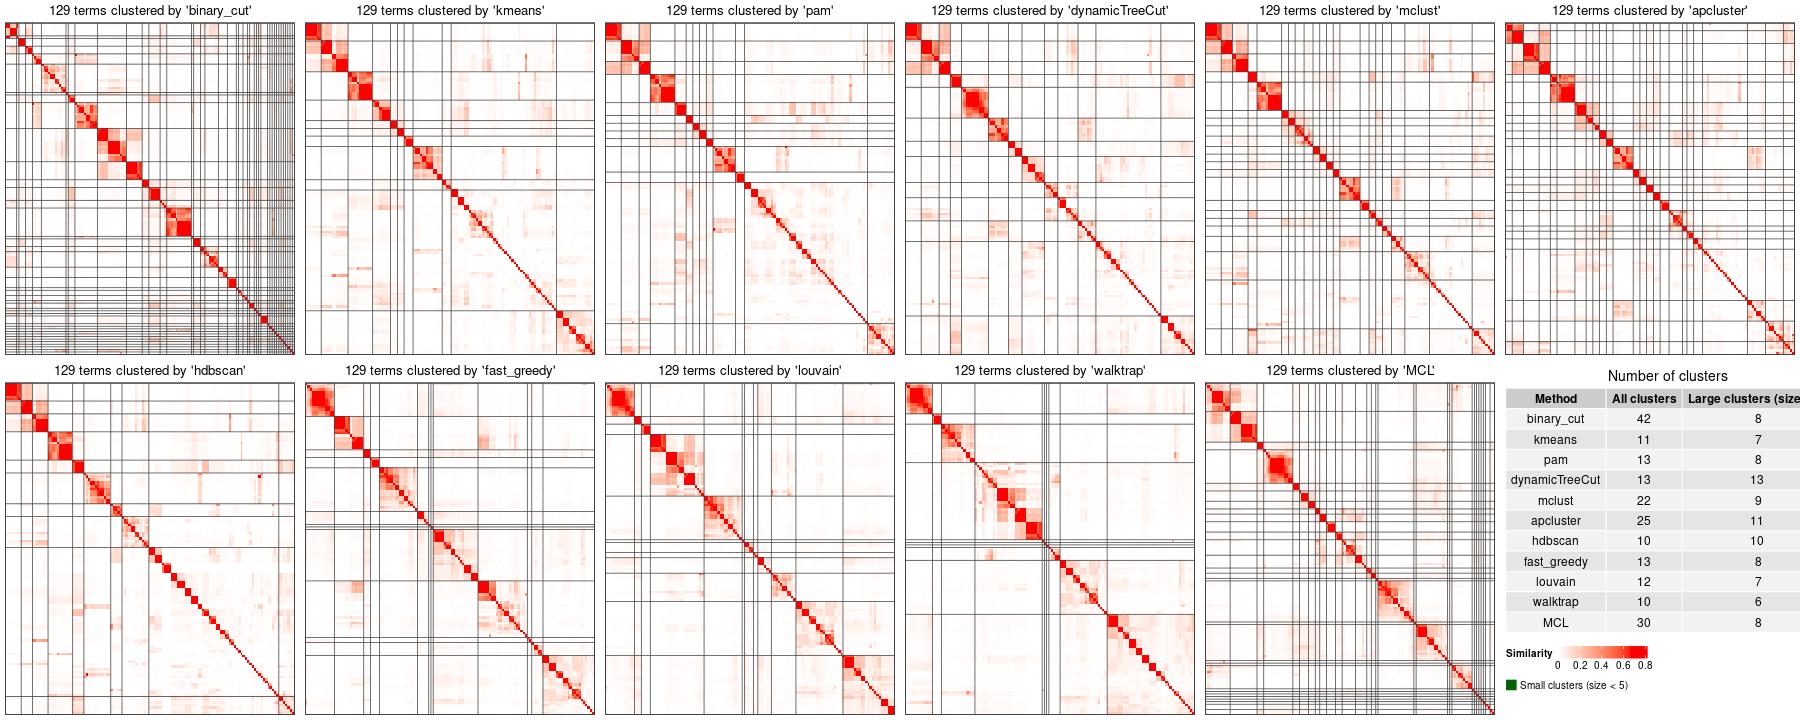 129 terms clustered by 'binary_cut'
129 terms clustered by 'kmeans'
129 terms clustered by 'pam'
129 terms clustered by 'dynamicTreeCut'
129 terms clustered by 'mclust'
129 terms clustered by 'apcluster'
129 terms clustered by 'hdbscan'
129 terms clustered by 'fast_greedy'
129 terms clustered by 'louvain'
129 terms clustered by 'walktrap'
129 terms clustered by 'MCL'
Number of clusters
Method All clusters Large clusters (size
binary_cut 42 8
kmeans 11 7
pam 13 8
dynamicTreeCut 13 13
mclust 22 9
apcluster 25 11
hdbscan 10 10
fast_greedy 13 8
louvain 12 7
walktrap 10 6
MCL 30 8
Similarity
0 0.2 0.4 0.6 0.8
Small clusters (size < 5)